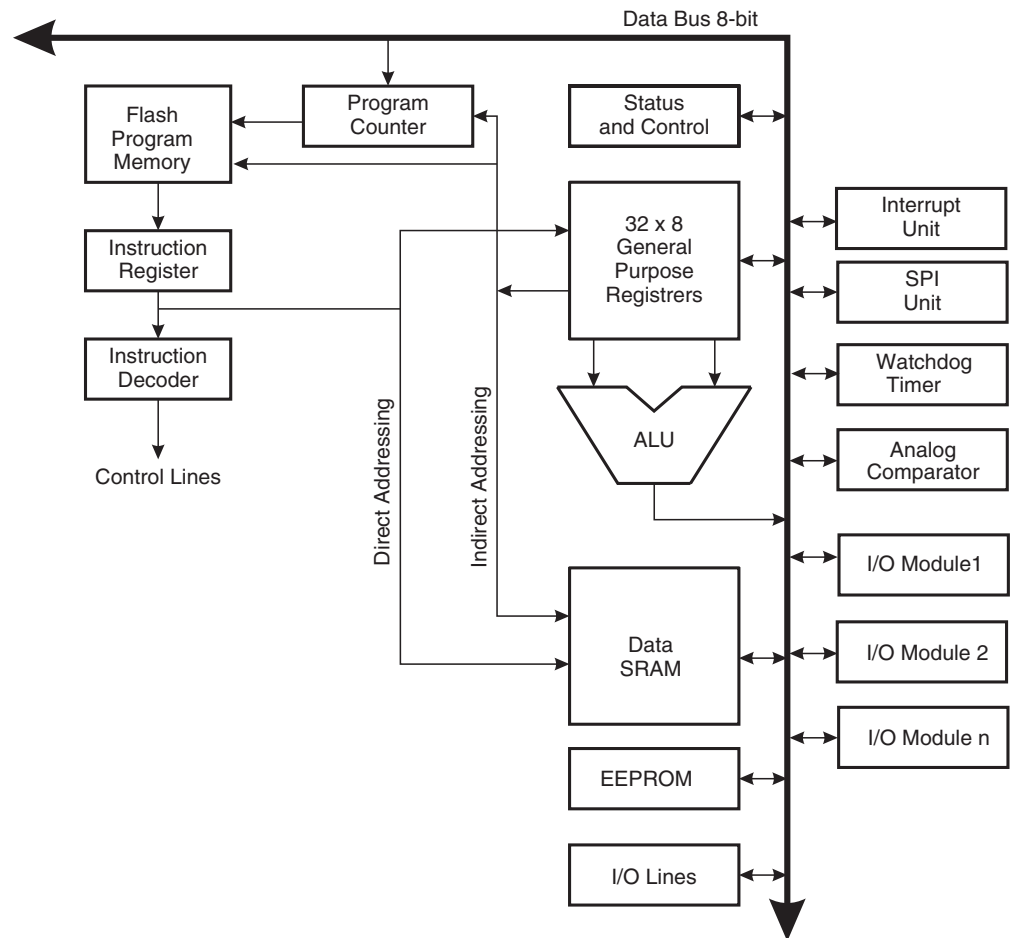 Data Bus 8-bit
Flash
Program
Memory
Program
Counter
Status
and Control
Instruction
Register
32 x 8
General
Purpose
Registrers
Interrupt
Unit
SPI
Unit
Instruction
Decoder
Watchdog
Timer
Control Lines
Direct Addressing
Indirect Addressing
ALU
Analog
Comparator
I/O Module1
Data
SRAM
I/O Module 2
I/O Module n
EEPROM
I/O Lines